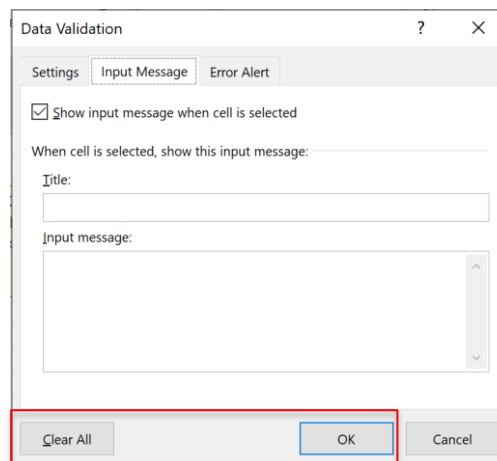 Data Validation ?
Settings Input Message Error Alert
Show input message when cell is selected
When cell is selected, show this input message:
Title:
Input message:
Clear All OK Cancel